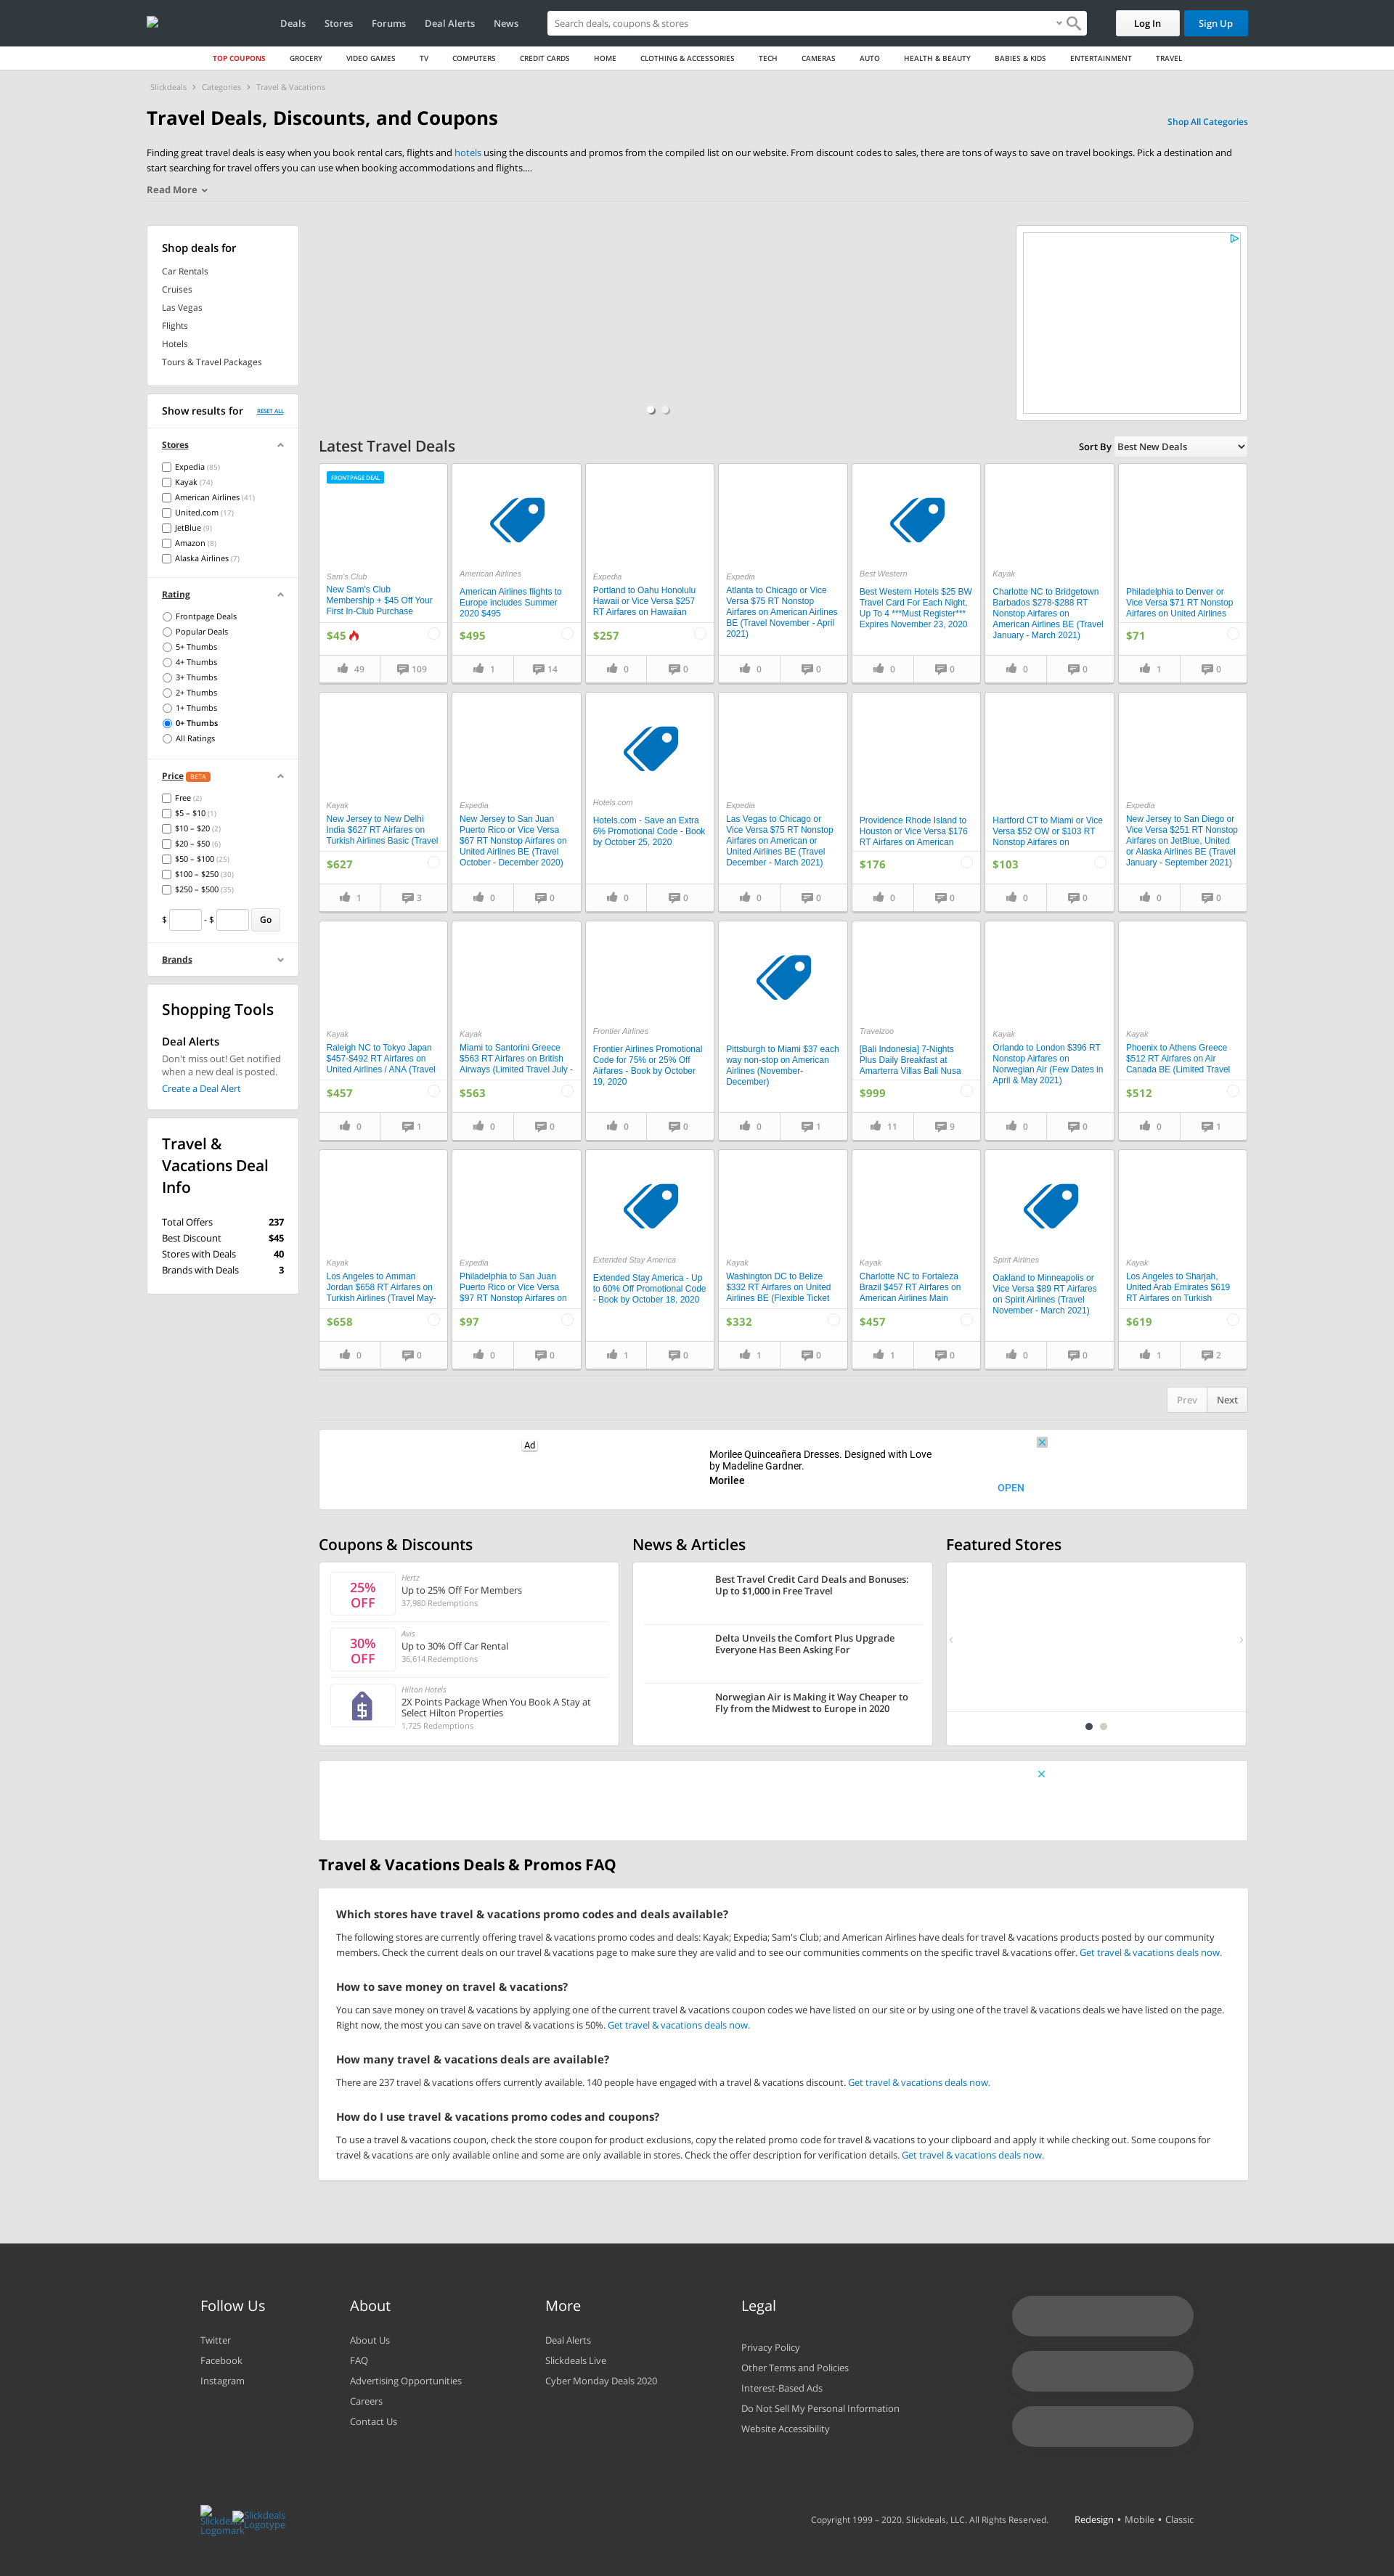 Deals Stores Forums Deal Alerts News
Search deals, coupons & stores
Log In
Sign Up
TOP COUPONS GROCERY VIDEO GAMES TV COMPUTERS CREDIT CARDS HOME CLOTHING & ACCESSORIES TECH CAMERAS AUTO HEALTH & BEAUTY BABIES & KIDS ENTERTAINMENT TRAVEL
Slickdeals › Categories › Travel & Vacations
Travel Deals, Discounts, and Coupons
Shop All Categories
Finding great travel deals is easy when you book rental cars, flights and hotels using the discounts and promos from the compiled list on our website. From discount codes to sales, there are tons of ways to save on travel bookings. Pick a destination and
start searching for travel offers you can use when booking accommodations and flights....
Read More
Shop deals for
Car Rentals
Cruises
Las Vegas
Flights
Hotels
Tours & Travel Packages
Show results for
RESET ALL
Stores
Expedia (85)
Kayak (74)
American Airlines (41)
United.com (17)
JetBlue (9)
Amazon (8)
Alaska Airlines (7)
Rating
Frontpage Deals
Popular Deals
5+ Thumbs
4+ Thumbs
3+ Thumbs
2+ Thumbs
1+ Thumbs
0+ Thumbs
All Ratings
Price BETA
Free (2)
$5 – $10 (1)
$10 – $20 (2)
$20 – $50 (6)
$50 – $100 (25)
$100 – $250 (30)
$250 – $500 (35)
$ - $ Go
Brands
Shopping Tools
Deal Alerts
Don't miss out! Get notified
when a new deal is posted.
Create a Deal Alert
Travel &
Vacations Deal
Info
Total Offers 237
Best Discount $45
Stores with Deals 40
Brands with Deals 3
Latest Travel Deals
Sort By Best New Deals
FRONTPAGE DEAL
Sam's Club
New Sam's Club
Membership + $45 Off Your
First In-Club Purchase
$45
49 109
American Airlines
American Airlines flights to
Europe includes Summer
2020 $495
$495
1 14
Expedia
Portland to Oahu Honolulu
Hawaii or Vice Versa $257
RT Airfares on Hawaiian
$257
0 0
Expedia
Atlanta to Chicago or Vice
Versa $75 RT Nonstop
Airfares on American Airlines
BE (Travel November - April
2021)
0 0
Best Western
Best Western Hotels $25 BW
Travel Card For Each Night,
Up To 4 ***Must Register***
Expires November 23, 2020
0 0
Kayak
Charlotte NC to Bridgetown
Barbados $278-$288 RT
Nonstop Airfares on
American Airlines BE (Travel
January - March 2021)
0 0
Philadelphia to Denver or
Vice Versa $71 RT Nonstop
Airfares on United Airlines
$71
1 0
Kayak
New Jersey to New Delhi
India $627 RT Airfares on
Turkish Airlines Basic (Travel
$627
1 3
Expedia
New Jersey to San Juan
Puerto Rico or Vice Versa
$67 RT Nonstop Airfares on
United Airlines BE (Travel
October - December 2020)
0 0
Hotels.com
Hotels.com - Save an Extra
6% Promotional Code - Book
by October 25, 2020
0 0
Expedia
Las Vegas to Chicago or
Vice Versa $75 RT Nonstop
Airfares on American or
United Airlines BE (Travel
December - March 2021)
0 0
Providence Rhode Island to
Houston or Vice Versa $176
RT Airfares on American
$176
0 0
Hartford CT to Miami or Vice
Versa $52 OW or $103 RT
Nonstop Airfares on
$103
0 0
Expedia
New Jersey to San Diego or
Vice Versa $251 RT Nonstop
Airfares on JetBlue, United
or Alaska Airlines BE (Travel
January - September 2021)
0 0
Kayak
Raleigh NC to Tokyo Japan
$457-$492 RT Airfares on
United Airlines / ANA (Travel
$457
0 1
Kayak
Miami to Santorini Greece
$563 RT Airfares on British
Airways (Limited Travel July -
$563
0 0
Frontier Airlines
Frontier Airlines Promotional
Code for 75% or 25% Off
Airfares - Book by October
19, 2020
0 0
Pittsburgh to Miami $37 each
way non-stop on American
Airlines (November-
December)
0 1
Travelzoo
[Bali Indonesia] 7-Nights
Plus Daily Breakfast at
Amarterra Villas Bali Nusa
$999
11 9
Kayak
Orlando to London $396 RT
Nonstop Airfares on
Norwegian Air (Few Dates in
April & May 2021)
0 0
Kayak
Phoenix to Athens Greece
$512 RT Airfares on Air
Canada BE (Limited Travel
$512
0 1
Kayak
Los Angeles to Amman
Jordan $658 RT Airfares on
Turkish Airlines (Travel May-
$658
0 0
Expedia
Philadelphia to San Juan
Puerto Rico or Vice Versa
$97 RT Nonstop Airfares on
$97
0 0
Extended Stay America
Extended Stay America - Up
to 60% Off Promotional Code
- Book by October 18, 2020
1 0
Kayak
Washington DC to Belize
$332 RT Airfares on United
Airlines BE (Flexible Ticket
$332
1 0
Kayak
Charlotte NC to Fortaleza
Brazil $457 RT Airfares on
American Airlines Main
$457
1 0
Spirit Airlines
Oakland to Minneapolis or
Vice Versa $89 RT Airfares
on Spirit Airlines (Travel
November - March 2021)
0 0
Kayak
Los Angeles to Sharjah,
United Arab Emirates $619
RT Airfares on Turkish
$619
1 2
Prev Next
Ad
Morilee Quinceañera Dresses. Designed with Love
by Madeline Gardner.
Morilee
OPEN
Coupons & Discounts
25%
OFF
Hertz
Up to 25% Off For Members
37,980 Redemptions
30%
OFF
Avis
Up to 30% Off Car Rental
36,614 Redemptions
Hilton Hotels
2X Points Package When You Book A Stay at
Select Hilton Properties
1,725 Redemptions
News & Articles
Best Travel Credit Card Deals and Bonuses:
Up to $1,000 in Free Travel
Delta Unveils the Comfort Plus Upgrade
Everyone Has Been Asking For
Norwegian Air is Making it Way Cheaper to
Fly from the Midwest to Europe in 2020
Featured Stores
Travel & Vacations Deals & Promos FAQ
Which stores have travel & vacations promo codes and deals available?
The following stores are currently offering travel & vacations promo codes and deals: Kayak; Expedia; Sam's Club; and American Airlines have deals for travel & vacations products posted by our community
members. Check the current deals on our travel & vacations page to make sure they are valid and to see our communities comments on the specific travel & vacations offer. Get travel & vacations deals now.
How to save money on travel & vacations?
You can save money on travel & vacations by applying one of the current travel & vacations coupon codes we have listed on our site or by using one of the travel & vacations deals we have listed on the page.
Right now, the most you can save on travel & vacations is 50%. Get travel & vacations deals now.
How many travel & vacations deals are available?
There are 237 travel & vacations offers currently available. 140 people have engaged with a travel & vacations discount. Get travel & vacations deals now.
How do I use travel & vacations promo codes and coupons?
To use a travel & vacations coupon, check the store coupon for product exclusions, copy the related promo code for travel & vacations to your clipboard and apply it while checking out. Some coupons for
travel & vacations are only available online and some are only available in stores. Check the offer description for verification details. Get travel & vacations deals now.
Follow Us
Twitter
Facebook
Instagram
About
About Us
FAQ
Advertising Opportunities
Careers
Contact Us
More
Deal Alerts
Slickdeals Live
Cyber Monday Deals 2020
Legal
Privacy Policy
Other Terms and Policies
Interest-Based Ads
Do Not Sell My Personal Information
Website Accessibility
Slickdeals
Logomark
Slickdeals
Logotype
Copyright 1999 – 2020. Slickdeals, LLC. All Rights Reserved.
Redesign • Mobile • Classic